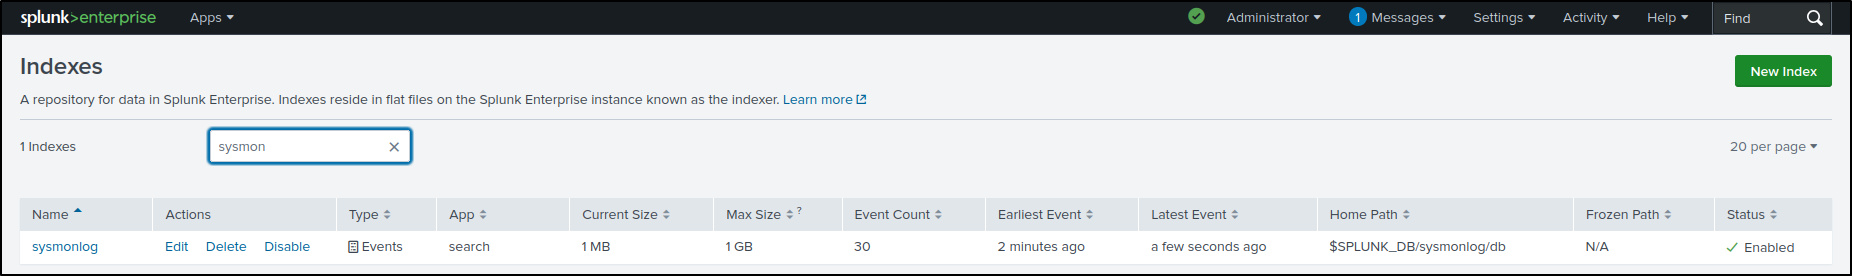 splunk>enterprise Apps Administrator 1 Messages Settings Activity Help Find
Indexes
New Index
A repository for data in Splunk Enterprise. Indexes reside in flat files on the Splunk Enterprise instance known as the indexer. Learn more
1 Indexes sysmon 20 per page
Name Actions Type App Current Size Max Size ? Event Count Earliest Event Latest Event Home Path Frozen Path Status
sysmonlog Edit Delete Disable Events search 1 MB 1 GB 30 2 minutes ago a few seconds ago $SPLUNK_DB/sysmonlog/db N/A Enabled